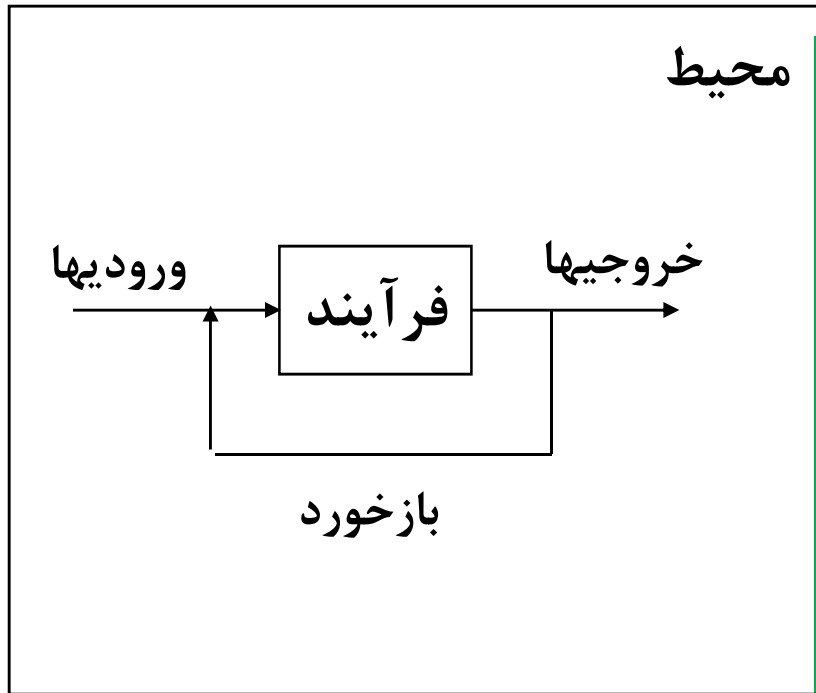 محیط
خروجیها
ورودیها
فرآیند
بازخورد